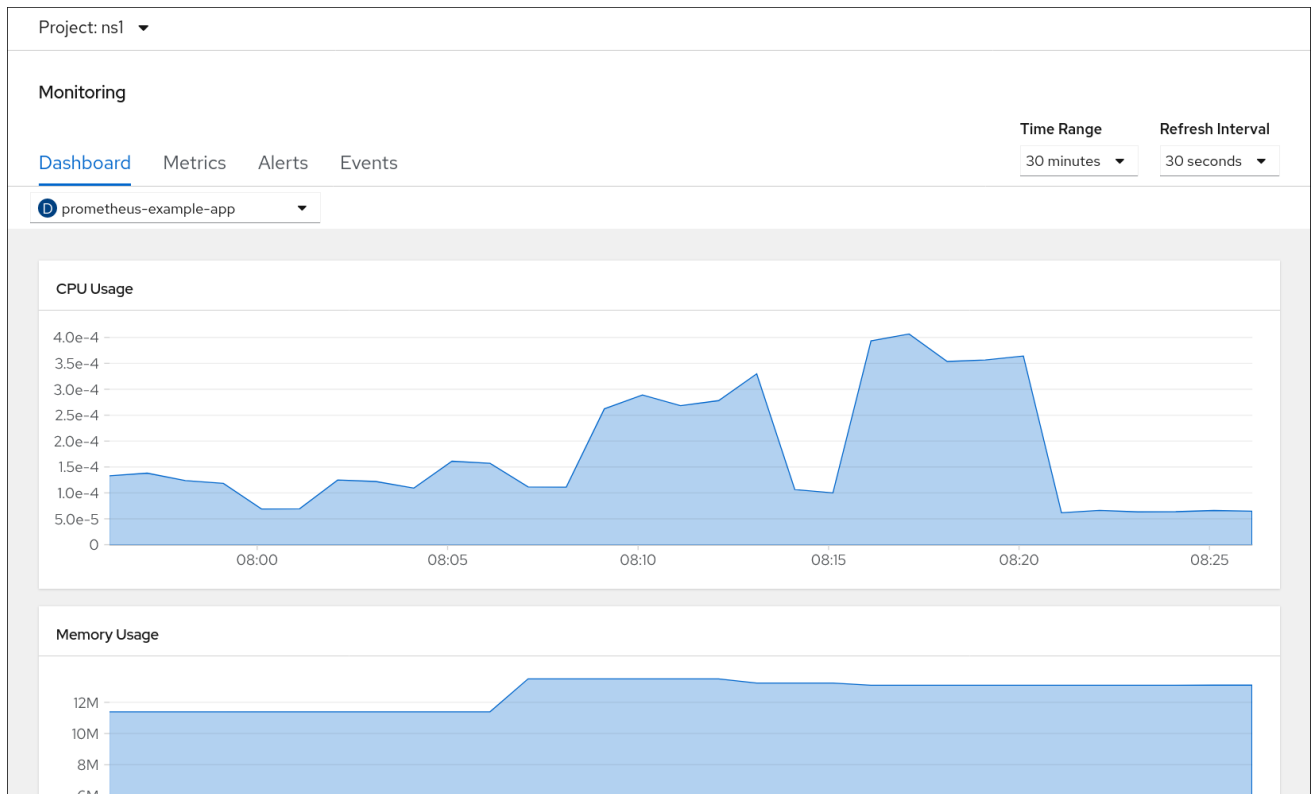 Project: ns1
Monitoring
Time Range
Refresh Interval
Dashboard
Metrics
Alerts
Events
30 minutes
30 seconds
D prometheus-example-app
CPU Usage
4.0e-4
3.5e-4
3.0e-4
2.5e-4
2.0e-4
1.5e-4
1.0e-4
5.0e-5
0
08:00
08:05
08:10
08:15
08:20
08:25
Memory Usage
12M
10M
8M
6M